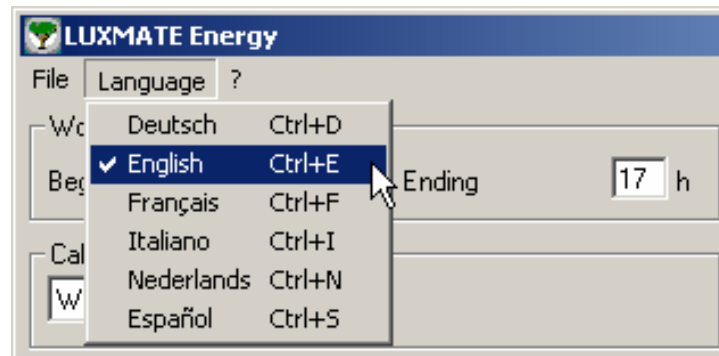 LUXMATE Energy
File Language ?
Deutsch Ctrl+D
English Ctrl+E
Ending 17 h
Français Ctrl+F
Italiano Ctrl+I
Nederlands Ctrl+N
Español Ctrl+S